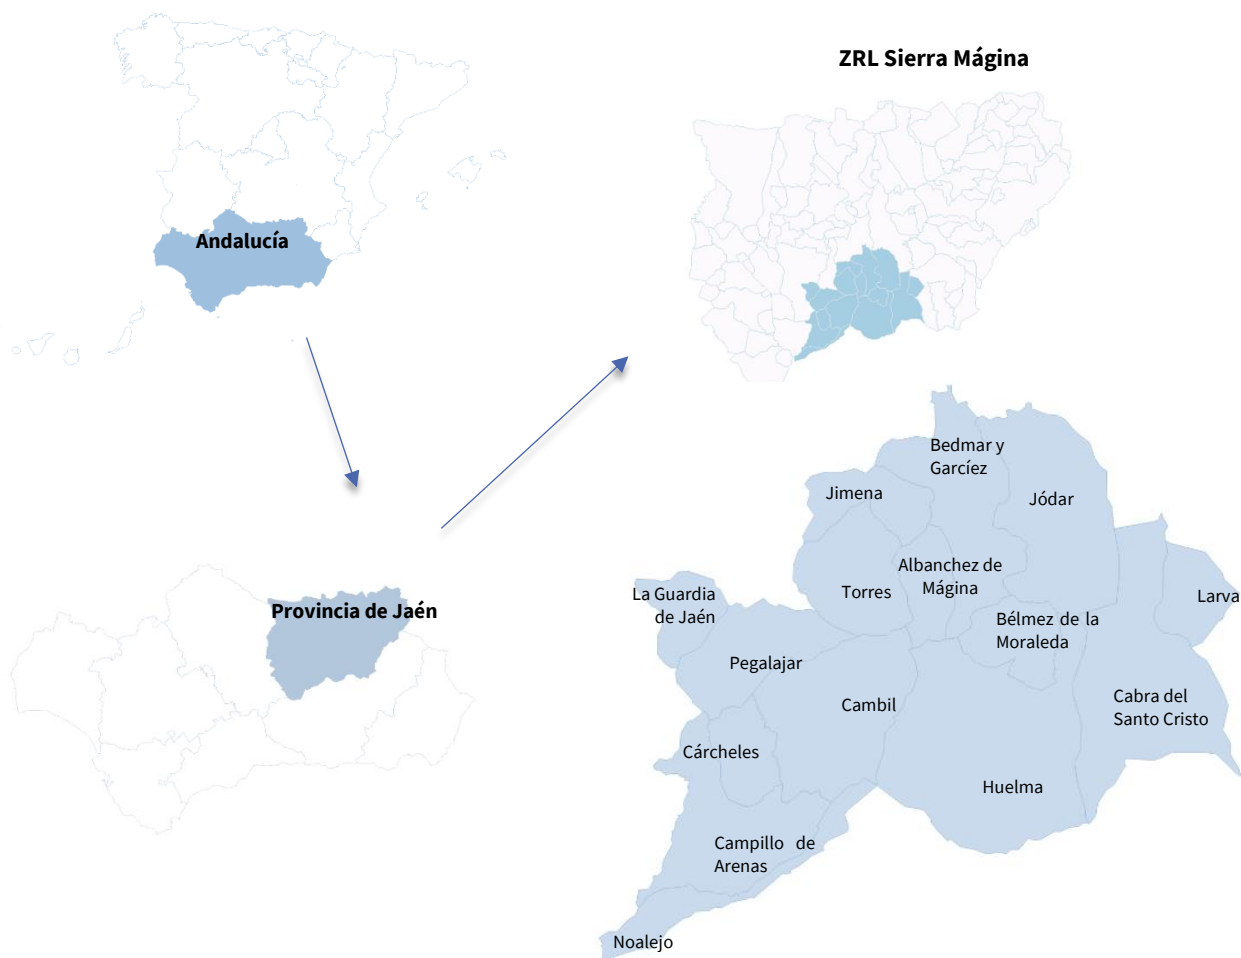 ZRL Sierra Mágina
Andalucía
Provincia de Jaén
Bedmar y
Garcíez
Jimena
Jódar
Albanchez de
Mágina
Torres
La Guardia
de Jaén
Larva
Bélmez de la
Moraleda
Pegalajar
Cambil
Cabra del
Santo Cristo
Cárcheles
Huelma
Campillo de
Arenas
Noalejo